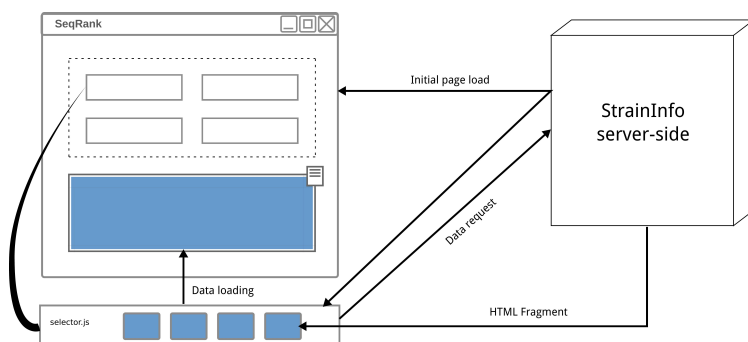 SeqRank
Initial page load
StrainInfo
server-side
Data request
Data loading
selector.js
HTML Fragment